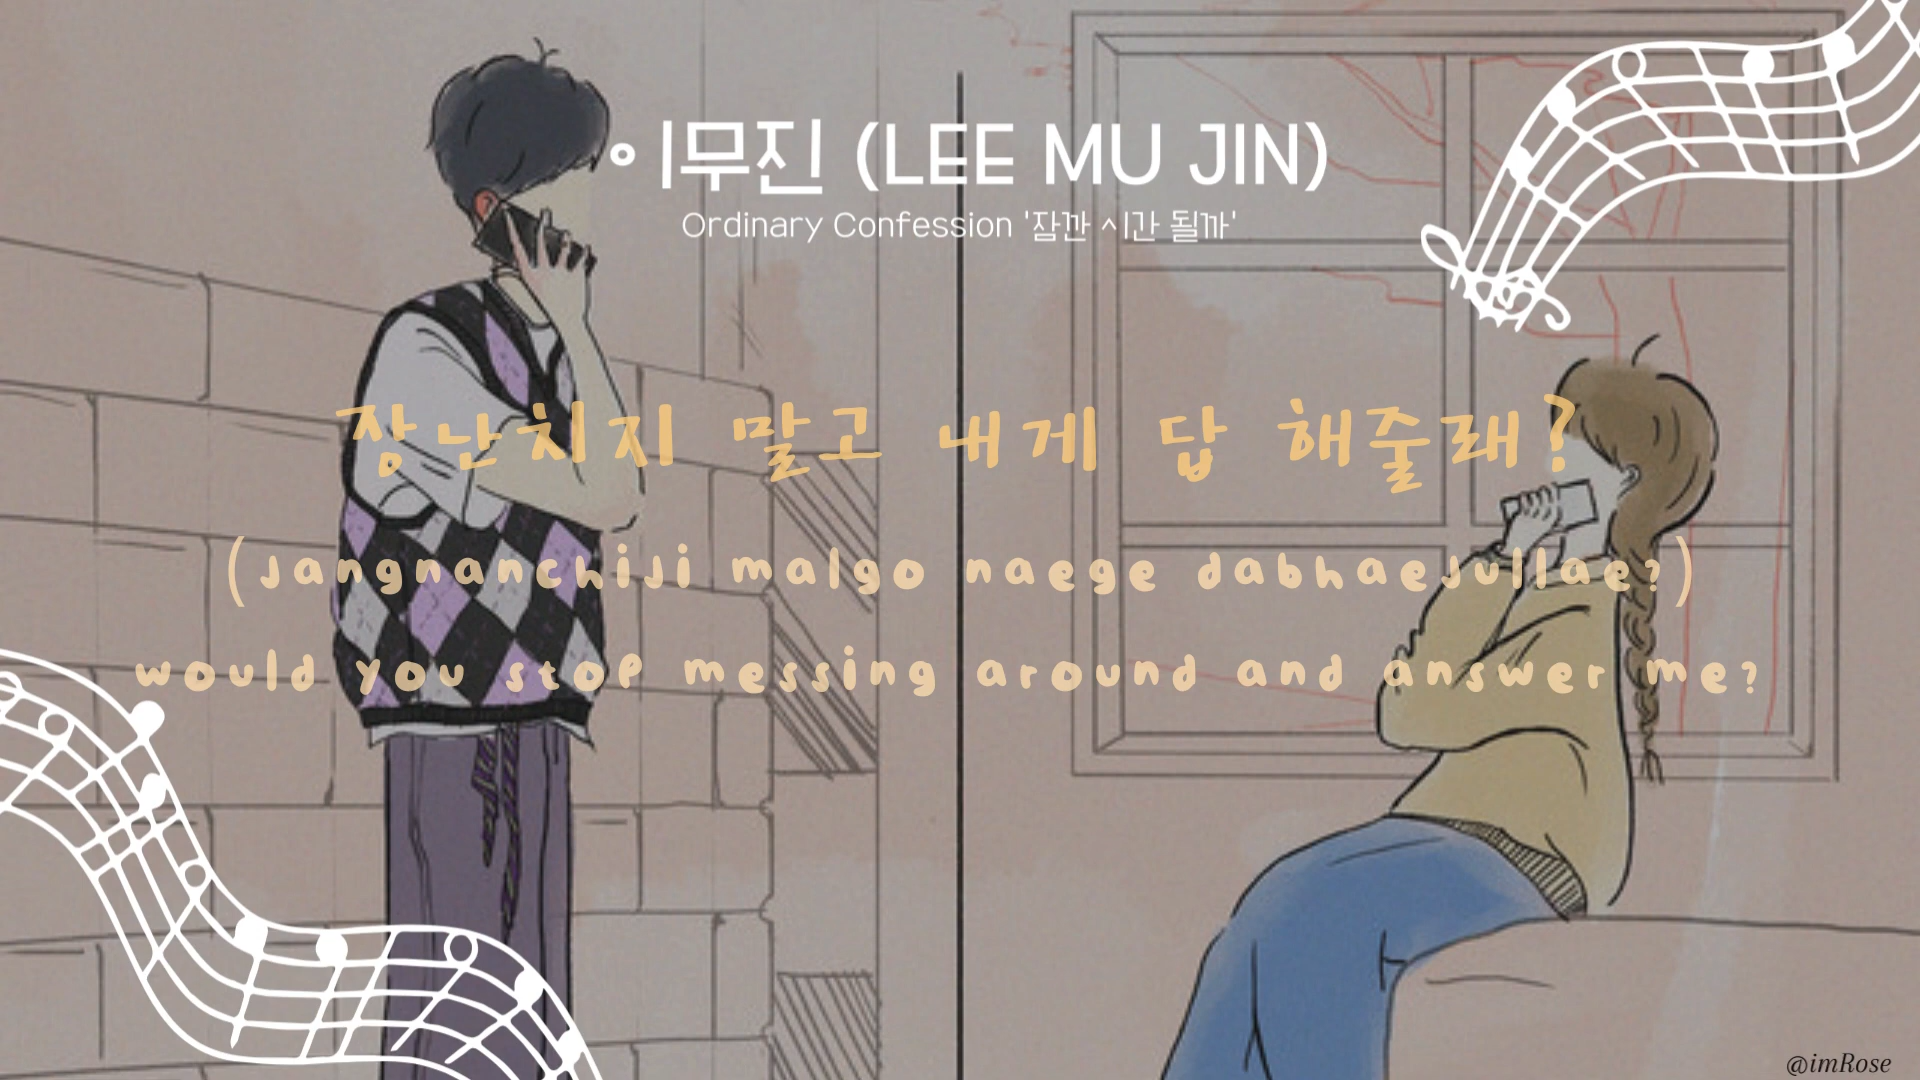 이무진 (LEE MU JIN)
Ordinary Confession '잠깐 시간 될까'
장난치지 말고 내게 답 해줄래?
(Jangnanchiji malgo naege dabhaejullae?)
would you stop messing around and answer me?
@imRose